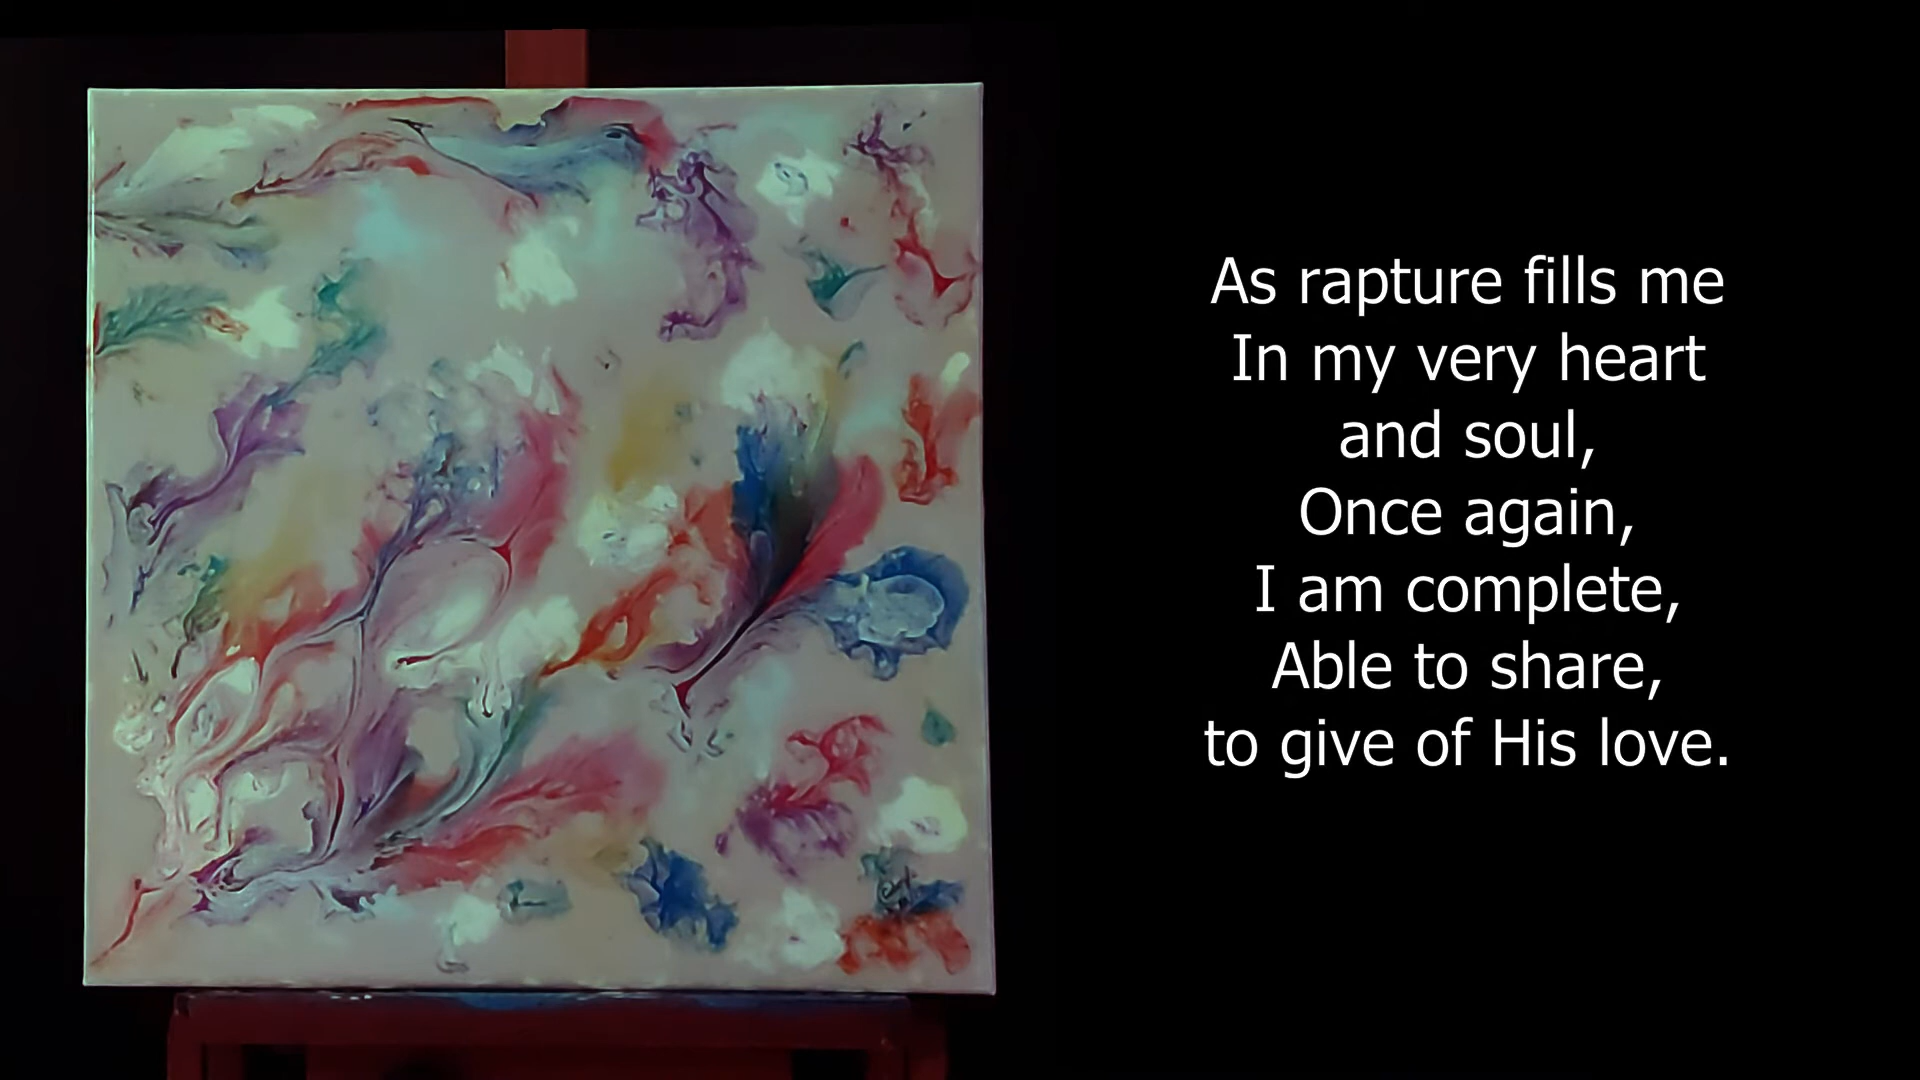 As rapture fills me
In my very heart
and soul,
Once again,
I am complete,
Able to share,
to give of His love.